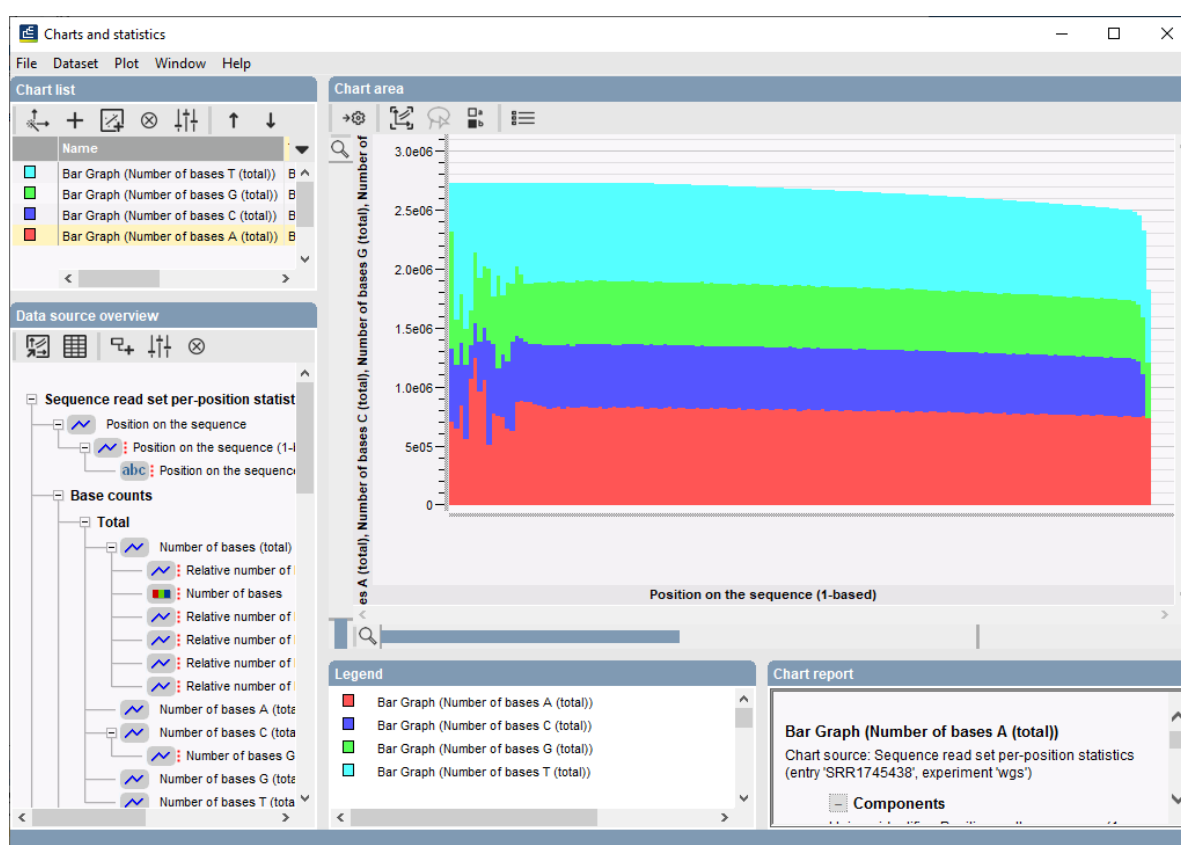 Charts and statistics
File Dataset Plot Window Help
Chart list
Name
Bar Graph (Number of bases T (total)) B
Bar Graph (Number of bases G (total)) B
Bar Graph (Number of bases C (total)) B
Bar Graph (Number of bases A (total)) B
Data source overview
Sequence read set per-position statist
Position on the sequence
Position on the sequence (1-
abc Position on the sequence
Base counts
Total
Number of bases (total)
Relative number of
Number of bases
Relative number of
Relative number of
Relative number of
Relative number of
Number of bases A (tota
Number of bases C (tota
Number of bases G
Number of bases G (tota
Number of bases T (tota
Chart area
a
b
es A (total), Number of bases C (total), Number of bases G (total), Number of
3.0e06
2.5e06
2.0e06
1.5e06
1.0e06
5e05
0
Position on the sequence (1-based)
Legend
Bar Graph (Number of bases A (total))
Bar Graph (Number of bases C (total))
Bar Graph (Number of bases G (total))
Bar Graph (Number of bases T (total))
Chart report
Bar Graph (Number of bases A (total))
Chart source: Sequence read set per-position statistics
(entry 'SRR1745438', experiment 'wgs')
Components